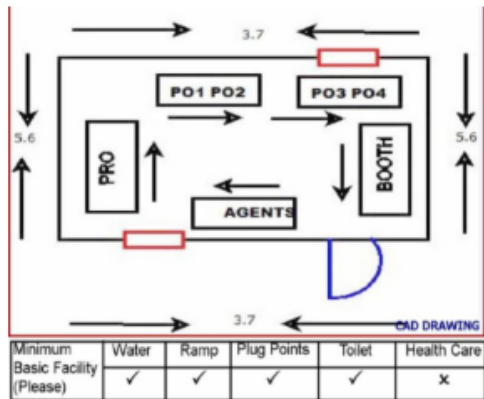 3.7
PO1 PO2
PO3 PO4
5.6
5.6
PRO
BOOTH
AGENTS
3.7
CAD DRAWING
Minimum Basic Facility (Please) Water Ramp Plug Points Toilet Health Care
✓ ✓ ✓ ✓ x